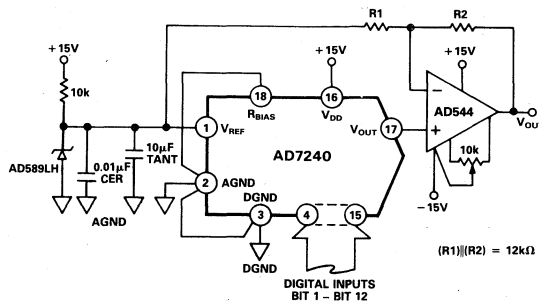 R1
R2
+15V
+15V
+15V
10k
18
16
RBIAS
VDD
17
AD544
VOUT
1
VREF
VOUT
10k
AD589LH
0.01µF
CER
10µF
TANT
AD7240
2
AGND
DGND
3
4
15
−15V
AGND
DGND
(R1)||(R2) = 12kΩ
DIGITAL INPUTS
BIT 1 – BIT 12
−
+